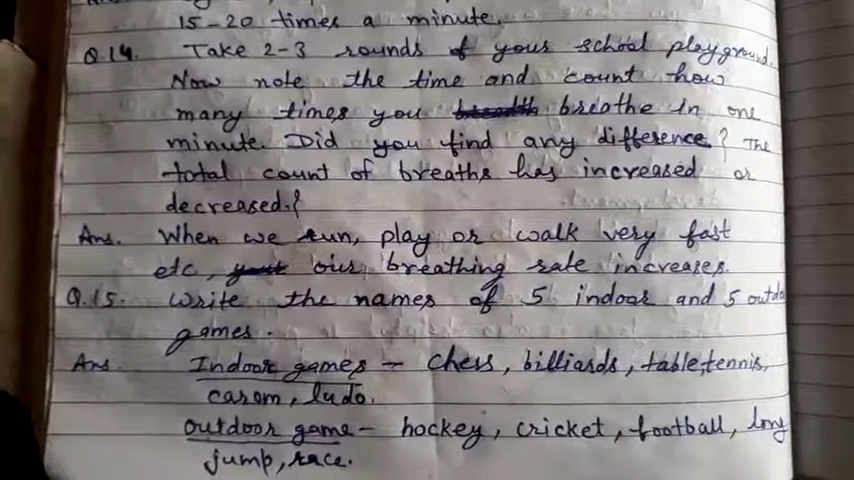 15-20 times a minute.
Q.14. Take 2-3 rounds of your school playground.
Now note the time and count how
many times you breathe in one
minute. Did you find any difference.? The
total count of breaths has increased or
decreased.?
Ans. When we run, play or walk very fast
etc, our breathing rate increases.
Q.15. Write the names of 5 indoor and 5 outdo
games.
Ans. Indoor games - chess, billiards, table tennis,
carom, ludo.
outdoor game - hockey, cricket, football, long
jump, race.